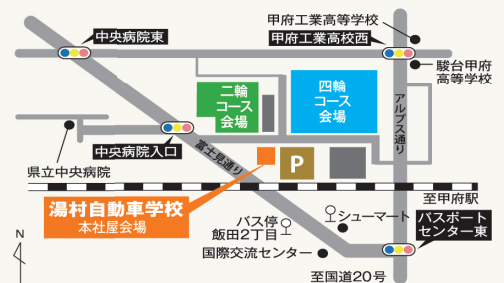 甲府工業高等学校
中央病院東
甲府工業高校西
駿台甲府
高等学校
二輪
コース
会場
四輪
コース
会場
アルプス通り
中央病院入口
富士見通り
県立中央病院
P
至甲府駅
湯村自動車学校
本社屋会場
バス停
飯田2丁目
シューマート
パスポート
センター東
国際交流センター
N
至国道20号